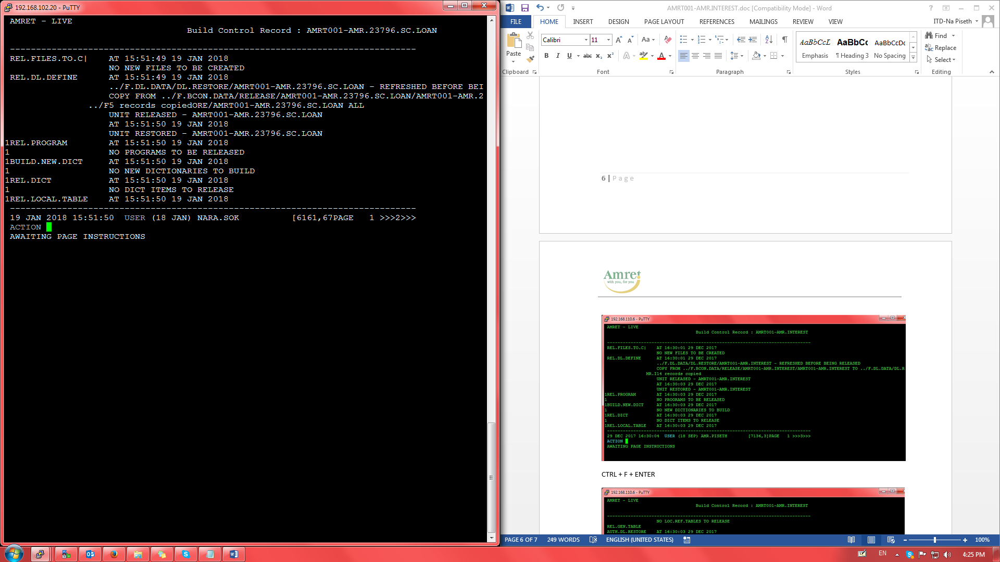 192.168.102.20 - PuTTY
AMRET - LIVE
Build Control Record : AMRT001-AMR.23796.SC.LOAN
------------------------------------------------------------------------------
REL.FILES.TO.C| AT 15:51:49 19 JAN 2018
NO NEW FILES TO BE CREATED
REL.DL.DEFINE AT 15:51:49 19 JAN 2018
../F.DL.DATA/DL.RESTORE/AMRT001-AMR.23796.SC.LOAN - REFRESHED BEFORE BEI
COPY FROM ../F.BCON.DATA/RELEASE/AMRT001-AMR.23796.SC.LOAN/AMRT001-AMR.2
../F5 records copiedORE/AMRT001-AMR.23796.SC.LOAN ALL
UNIT RELEASED - AMRT001-AMR.23796.SC.LOAN
AT 15:51:50 19 JAN 2018
UNIT RESTORED - AMRT001-AMR.23796.SC.LOAN
1REL.PROGRAM AT 15:51:50 19 JAN 2018
1 NO PROGRAMS TO BE RELEASED
1BUILD.NEW.DICT AT 15:51:50 19 JAN 2018
1 NO NEW DICTIONARIES TO BUILD
1REL.DICT AT 15:51:50 19 JAN 2018
1 NO DICT ITEMS TO RELEASE
1REL.LOCAL.TABLE AT 15:51:50 19 JAN 2018
------------------------------------------------------------------------------
19 JAN 2018 15:51:50 USER (18 JAN) NARA.SOK [6161,67PAGE 1 >>>2>>>
ACTION
AWAITING PAGE INSTRUCTIONS
AMRT001-AMR.INTEREST.doc [Compatibility Mode] - Word
FILE HOME INSERT DESIGN PAGE LAYOUT REFERENCES MAILINGS REVIEW VIEW ITD-Na Piseth
Paste
Calibri 11
AaBbCcL AaBbCc AaBbCcDc
Emphasis ¶ Heading 3 No Spacing
Find
Replace
Select
Clipboard Font Paragraph Styles Editing
6 | Page
Amret
with you, for you
192.168.110.6 - PuTTY
AMRET - LIVE
Build Control Record : AMRT001-AMR.INTEREST
------------------------------------------------------------------------------
REL.FILES.TO.C| AT 16:30:01 29 DEC 2017
NO NEW FILES TO BE CREATED
REL.DL.DEFINE AT 16:30:01 29 DEC 2017
../F.DL.DATA/DL.RESTORE/AMRT001-AMR.INTEREST - REFRESHED BEFORE BEING RELEASED
COPY FROM ../F.BCON.DATA/RELEASE/AMRT001-AMR.INTEREST/AMRT001-AMR.INTEREST TO ../F.DL.DATA/DL.R
MR.I14 records copied
UNIT RELEASED - AMRT001-AMR.INTEREST
AT 16:30:03 29 DEC 2017
UNIT RESTORED - AMRT001-AMR.INTEREST
1REL.PROGRAM AT 16:30:03 29 DEC 2017
1 NO PROGRAMS TO BE RELEASED
1BUILD.NEW.DICT AT 16:30:03 29 DEC 2017
1 NO NEW DICTIONARIES TO BUILD
1REL.DICT AT 16:30:03 29 DEC 2017
1 NO DICT ITEMS TO RELEASE
1REL.LOCAL.TABLE AT 16:30:03 29 DEC 2017
------------------------------------------------------------------------------
29 DEC 2017 16:30:04 USER (18 SEP) AMR.PISETH [7136,3]PAGE 1 >>>3>>>
ACTION
AWAITING PAGE INSTRUCTIONS
CTRL + F + ENTER
192.168.110.6 - PuTTY
AMRET - LIVE
Build Control Record : AMRT001-AMR.INTEREST
------------------------------------------------------------------------------
NO LOC.REF.TABLES TO RELEASE
REL.GEN.TABLE
AUTH.DL.RESTORE AT 16:30:03 29 DEC 2017
PAGE 6 OF 7 249 WORDS ENGLISH (UNITED STATES) 100%
EN 4:25 PM